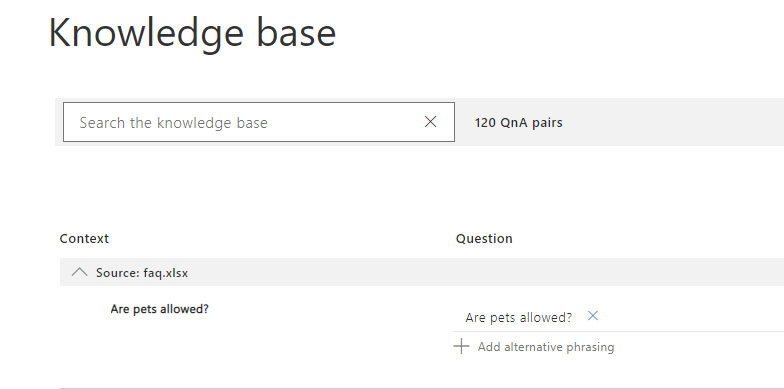 Knowledge base
Search the knowledge base
120 QnA pairs
Context
Question
Source: faq.xlsx
Are pets allowed?
Are pets allowed?
Add alternative phrasing